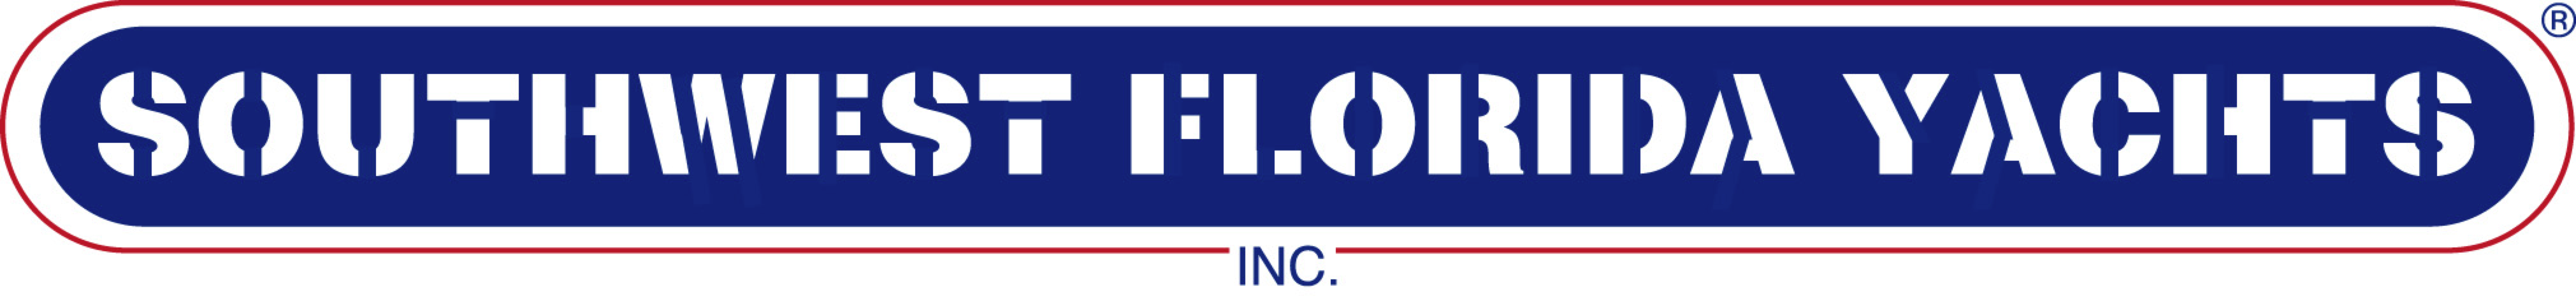 SOUTHWEST FLORIDA YACHTS ®
INC.